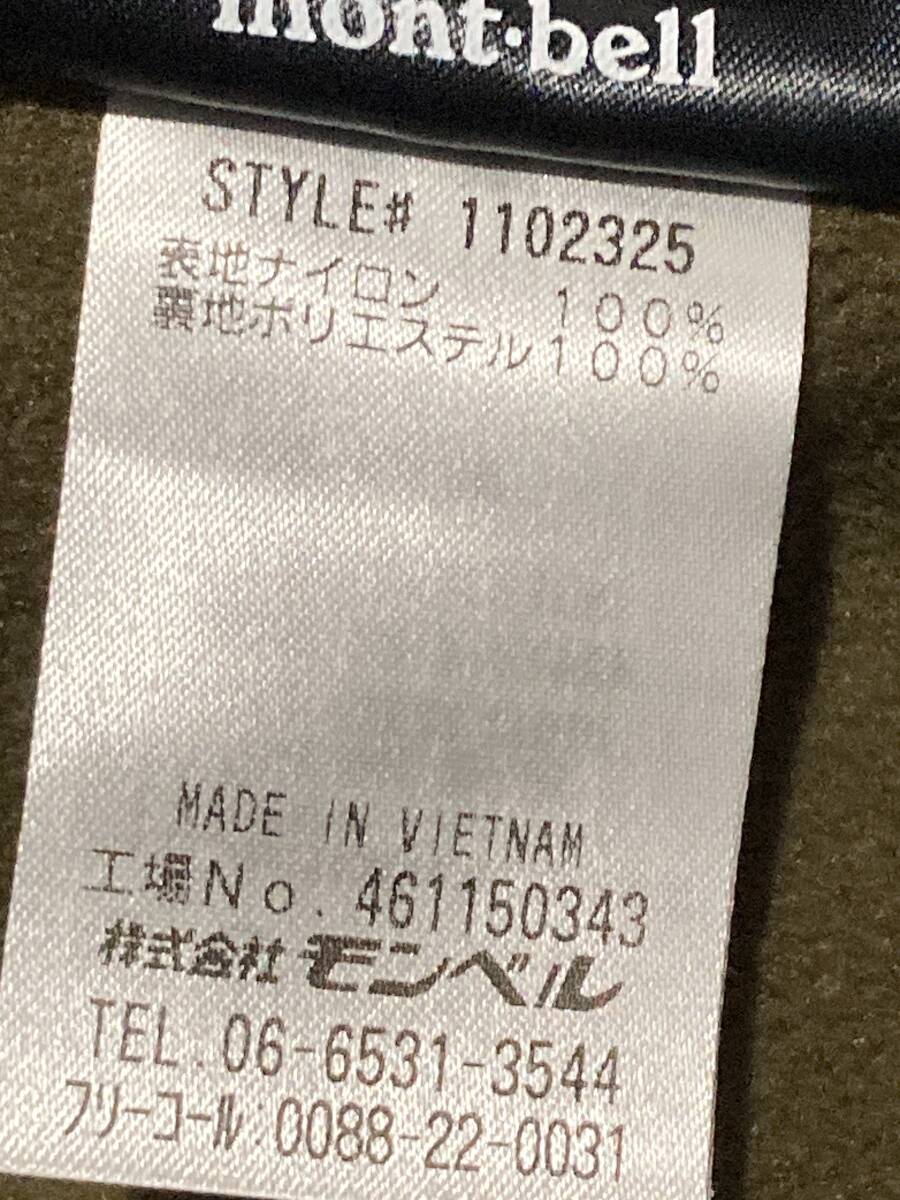 mont·bell
STYLE# 1102325
表地ナイロン 100%
裏地ポリエステル100%
MADE IN VIETNAM
工場No. 461150343
株式会社モンベル
TEL.06-6531-3544
フリーコール:0088-22-0031